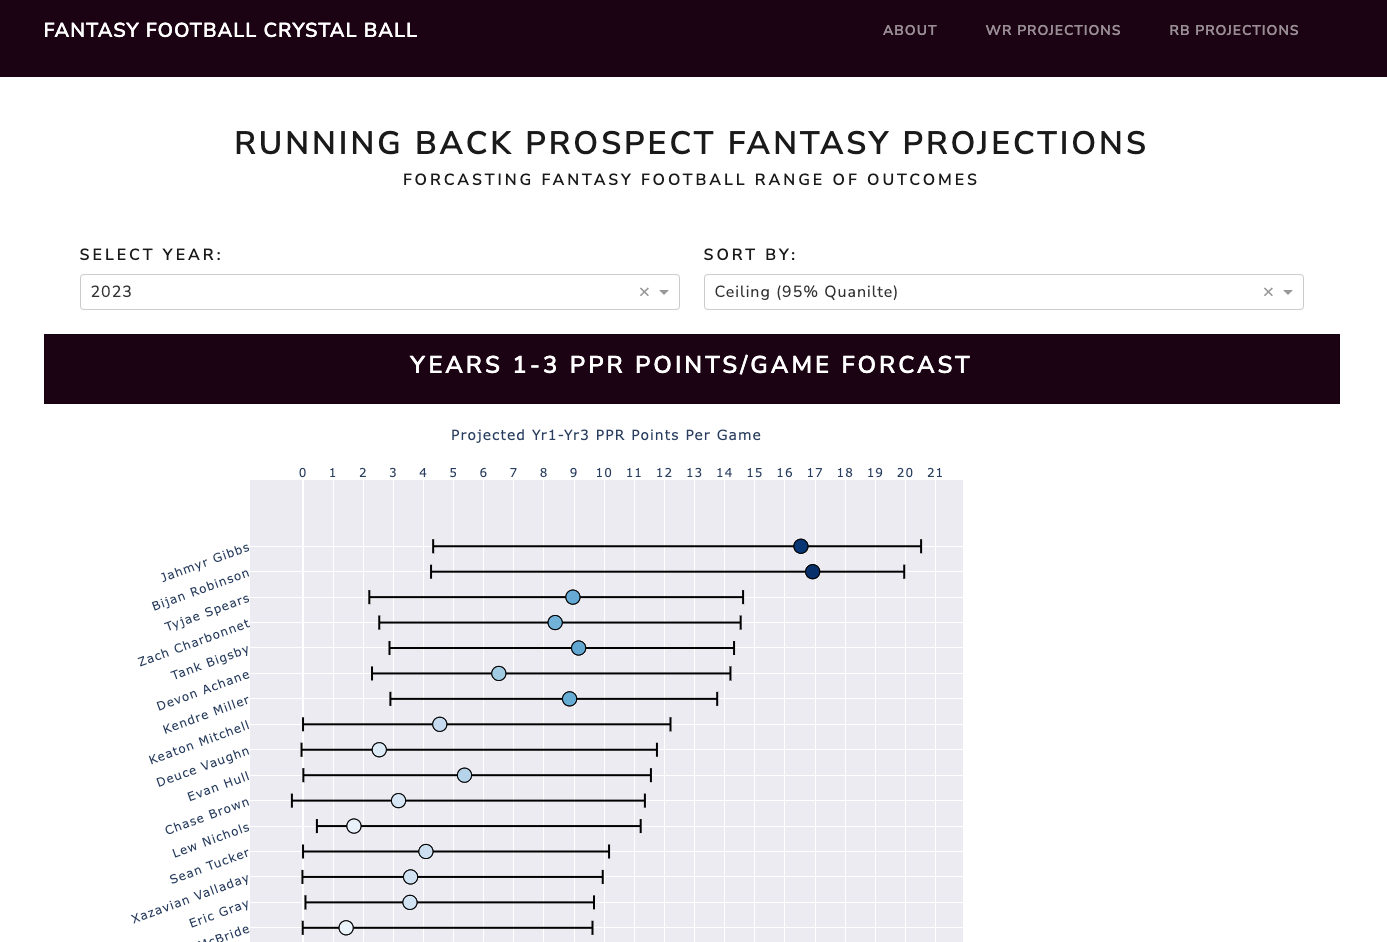 FANTASY FOOTBALL CRYSTAL BALL
ABOUT WR PROJECTIONS RB PROJECTIONS
RUNNING BACK PROSPECT FANTASY PROJECTIONS
FORCASTING FANTASY FOOTBALL RANGE OF OUTCOMES
SELECT YEAR: SORT BY:
2023 Ceiling (95% Quanilte)
YEARS 1-3 PPR POINTS/GAME FORCAST
Projected Yr1-Yr3 PPR Points Per Game
0 1 2 3 4 5 6 7 8 9 10 11 12 13 14 15 16 17 18 19 20 21
Jahmyr Gibbs
Bijan Robinson
Tyjae Spears
Zach Charbonnet
Tank Bigsby
Devon Achane
Kendre Miller
Keaton Mitchell
Deuce Vaughn
Evan Hull
Chase Brown
Lew Nichols
Sean Tucker
Xazavian Valladay
Eric Gray
McBride